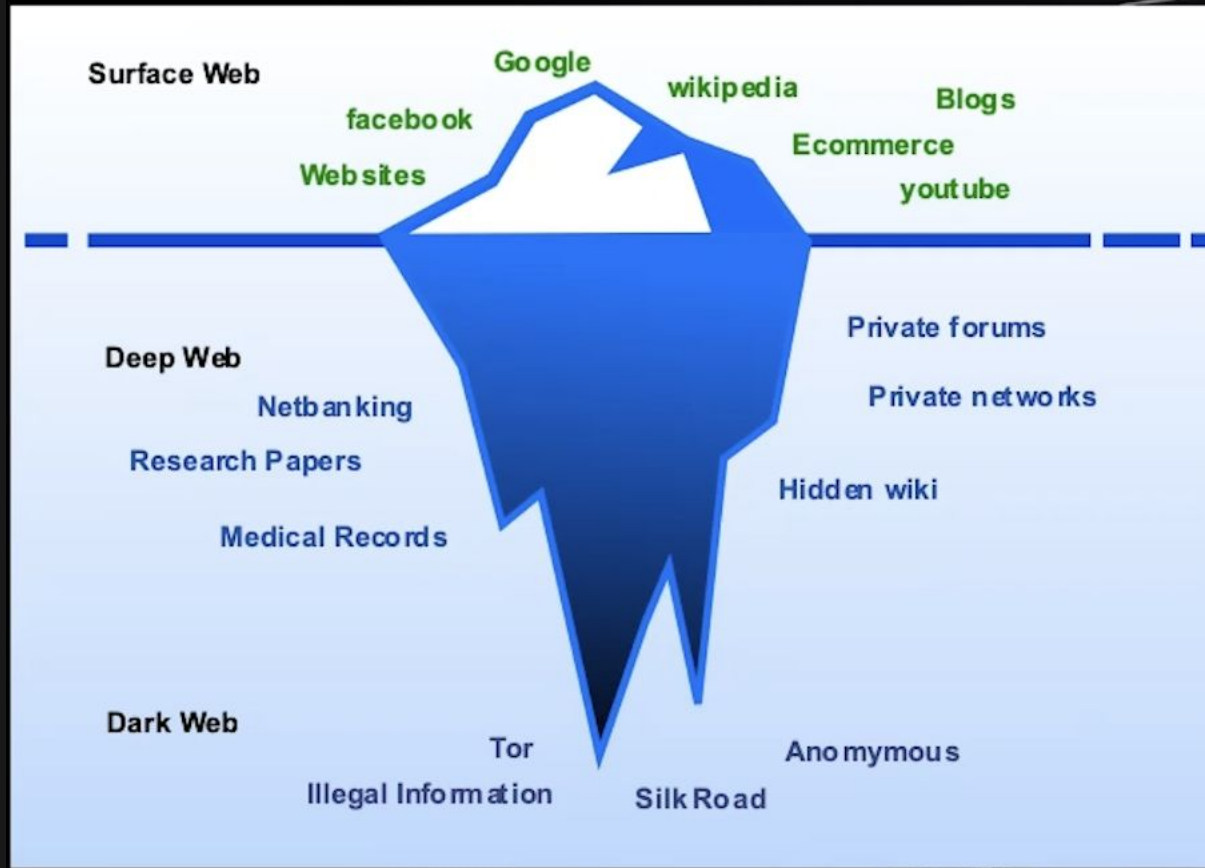 Surface Web
Google
wikipedia
Blogs
facebook
Ecommerce
Websites
youtube
Deep Web
Private forums
Netbanking
Private networks
Research Papers
Hidden wiki
Medical Records
Dark Web
Tor
Anomymous
Illegal Information
Silk Road